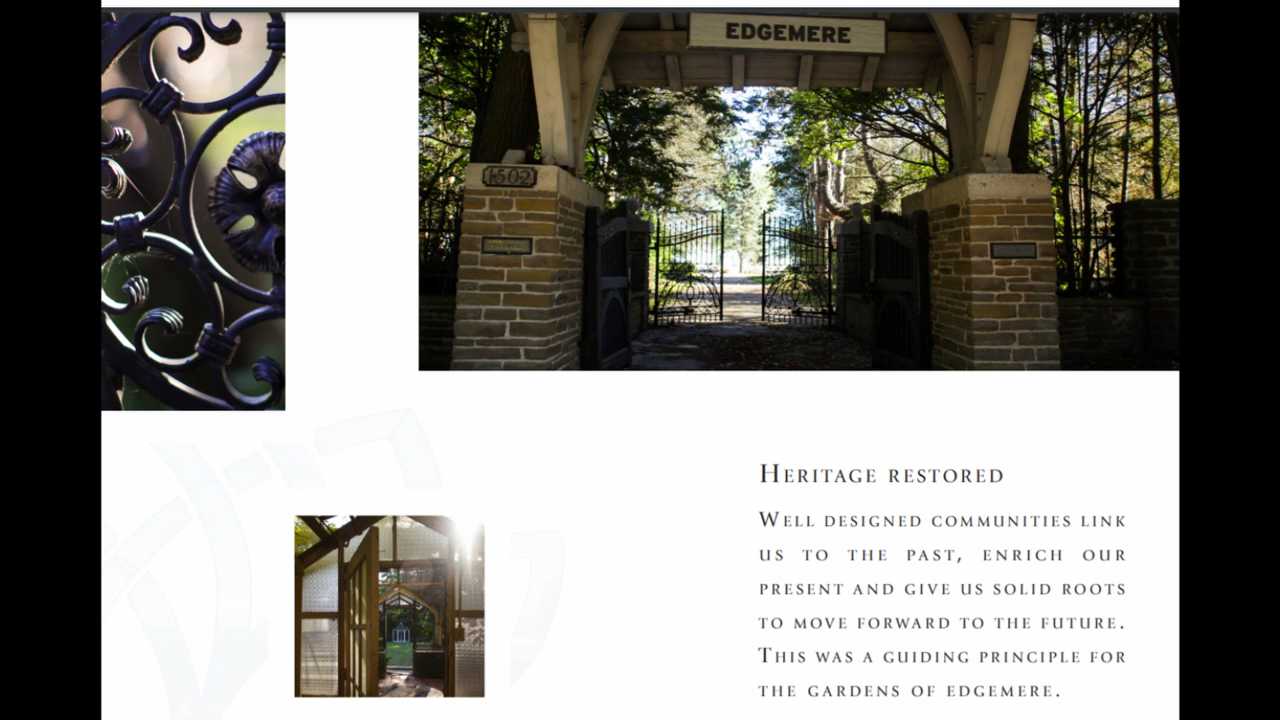 EDGEMERE
1502
HERITAGE RESTORED
WELL DESIGNED COMMUNITIES LINK
US TO THE PAST, ENRICH OUR
PRESENT AND GIVE US SOLID ROOTS
TO MOVE FORWARD TO THE FUTURE.
THIS WAS A GUIDING PRINCIPLE FOR
THE GARDENS OF EDGEMERE.